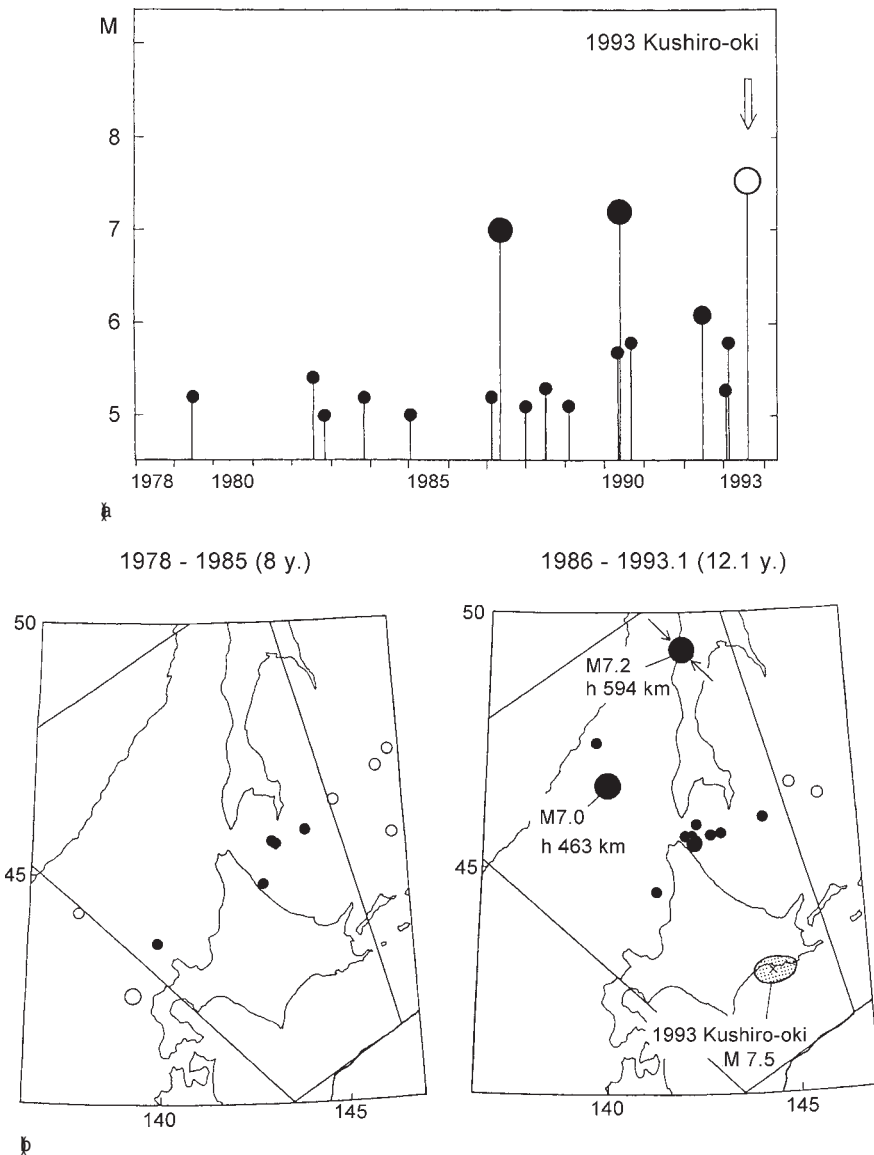 M
1993 Kushiro-oki
8
7
6
5
1978 1980 1985 1990 1993
1978 - 1985 (8 y.)
1986 - 1993.1 (12.1 y.)
50
45
140 145
50
M7.2
h 594 km
M7.0
h 463 km
45
1993 Kushiro-oki
M 7.5
140 145